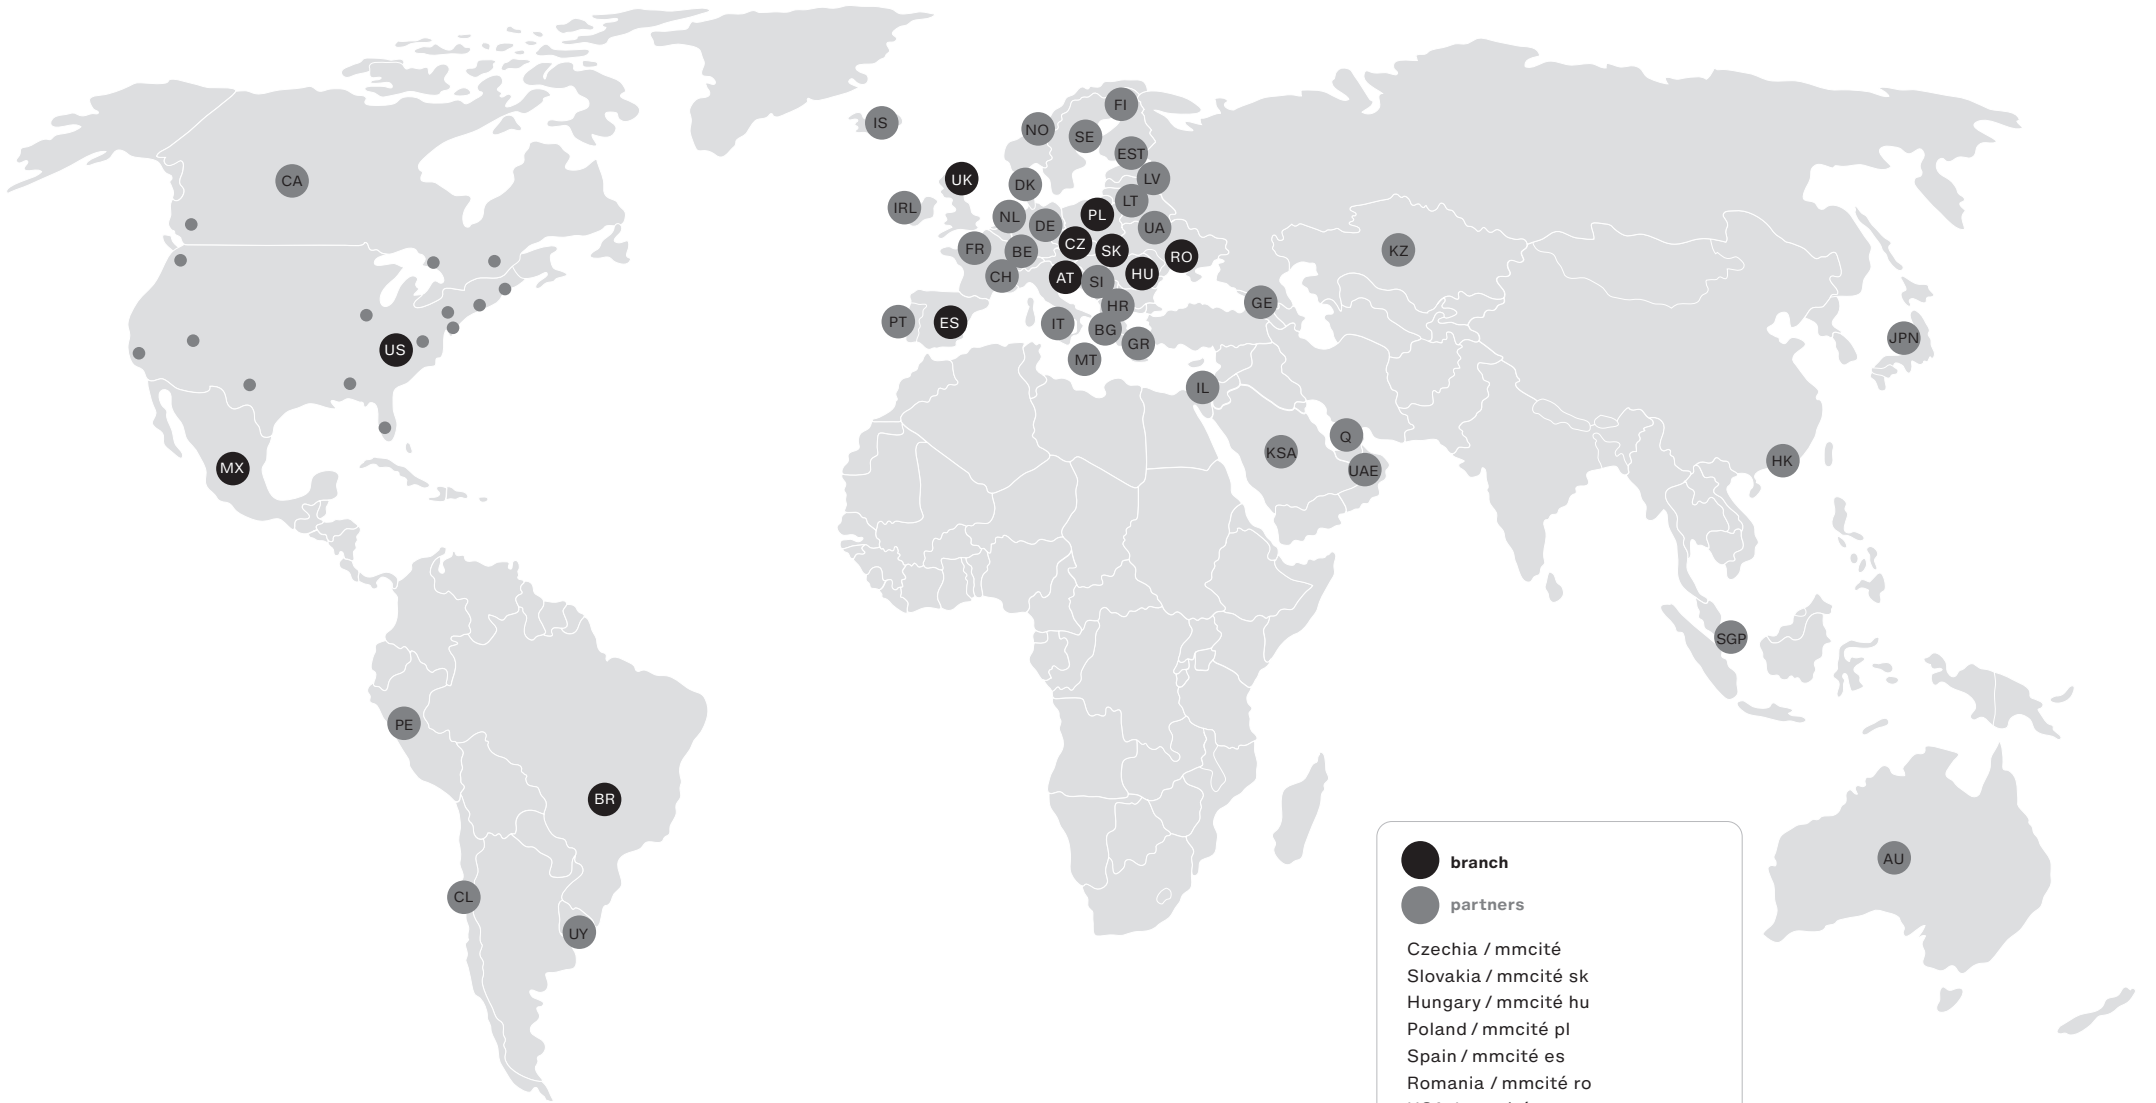 FI
IS
NO
SE
EST
CA
UK
DK
LV
LT
IRL
NL
PL
DE
UA
FR
BE
CZ
SK
RO
KZ
CH
AT
SI
HU
GE
HR
PT
ES
IT
BG
GR
JPN
US
MT
IL
Q
KSA
UAE
HK
MX
SGP
PE
BR
AU
CL
UY
branch
partners
Czechia / mmcité
Slovakia / mmcité sk
Hungary / mmcité hu
Poland / mmcité pl
Spain / mmcité es
Romania / mmcité ro